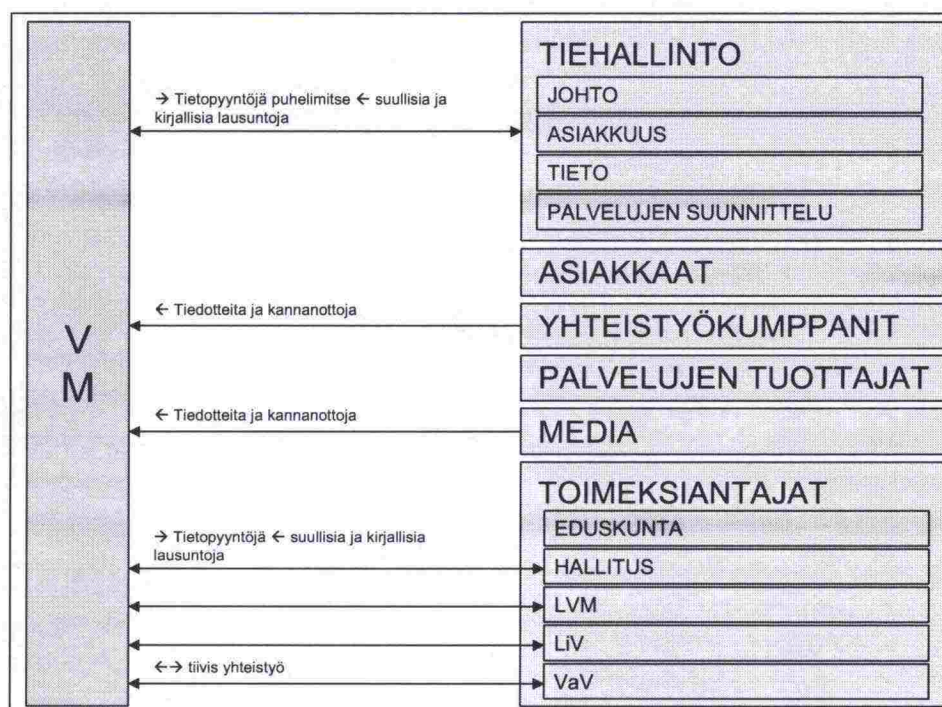 V
M
→ Tietopyyntöjä puhelimitse ← suullisia ja
kirjallisia lausuntoja
← Tiedotteita ja kannanottoja
← Tiedotteita ja kannanottoja
→ Tietopyyntöjä ← suullisia ja kirjallisia
lausuntoja
←→ tiivis yhteistyö
TIEHALLINTO
JOHTO
ASIAKKUUS
TIETO
PALVELUJEN SUUNNITTELU
ASIAKKAAT
YHTEISTYÖKUMPPANIT
PALVELUJEN TUOTTAJAT
MEDIA
TOIMEKSIANTAJAT
EDUSKUNTA
HALLITUS
LVM
LiV
VaV